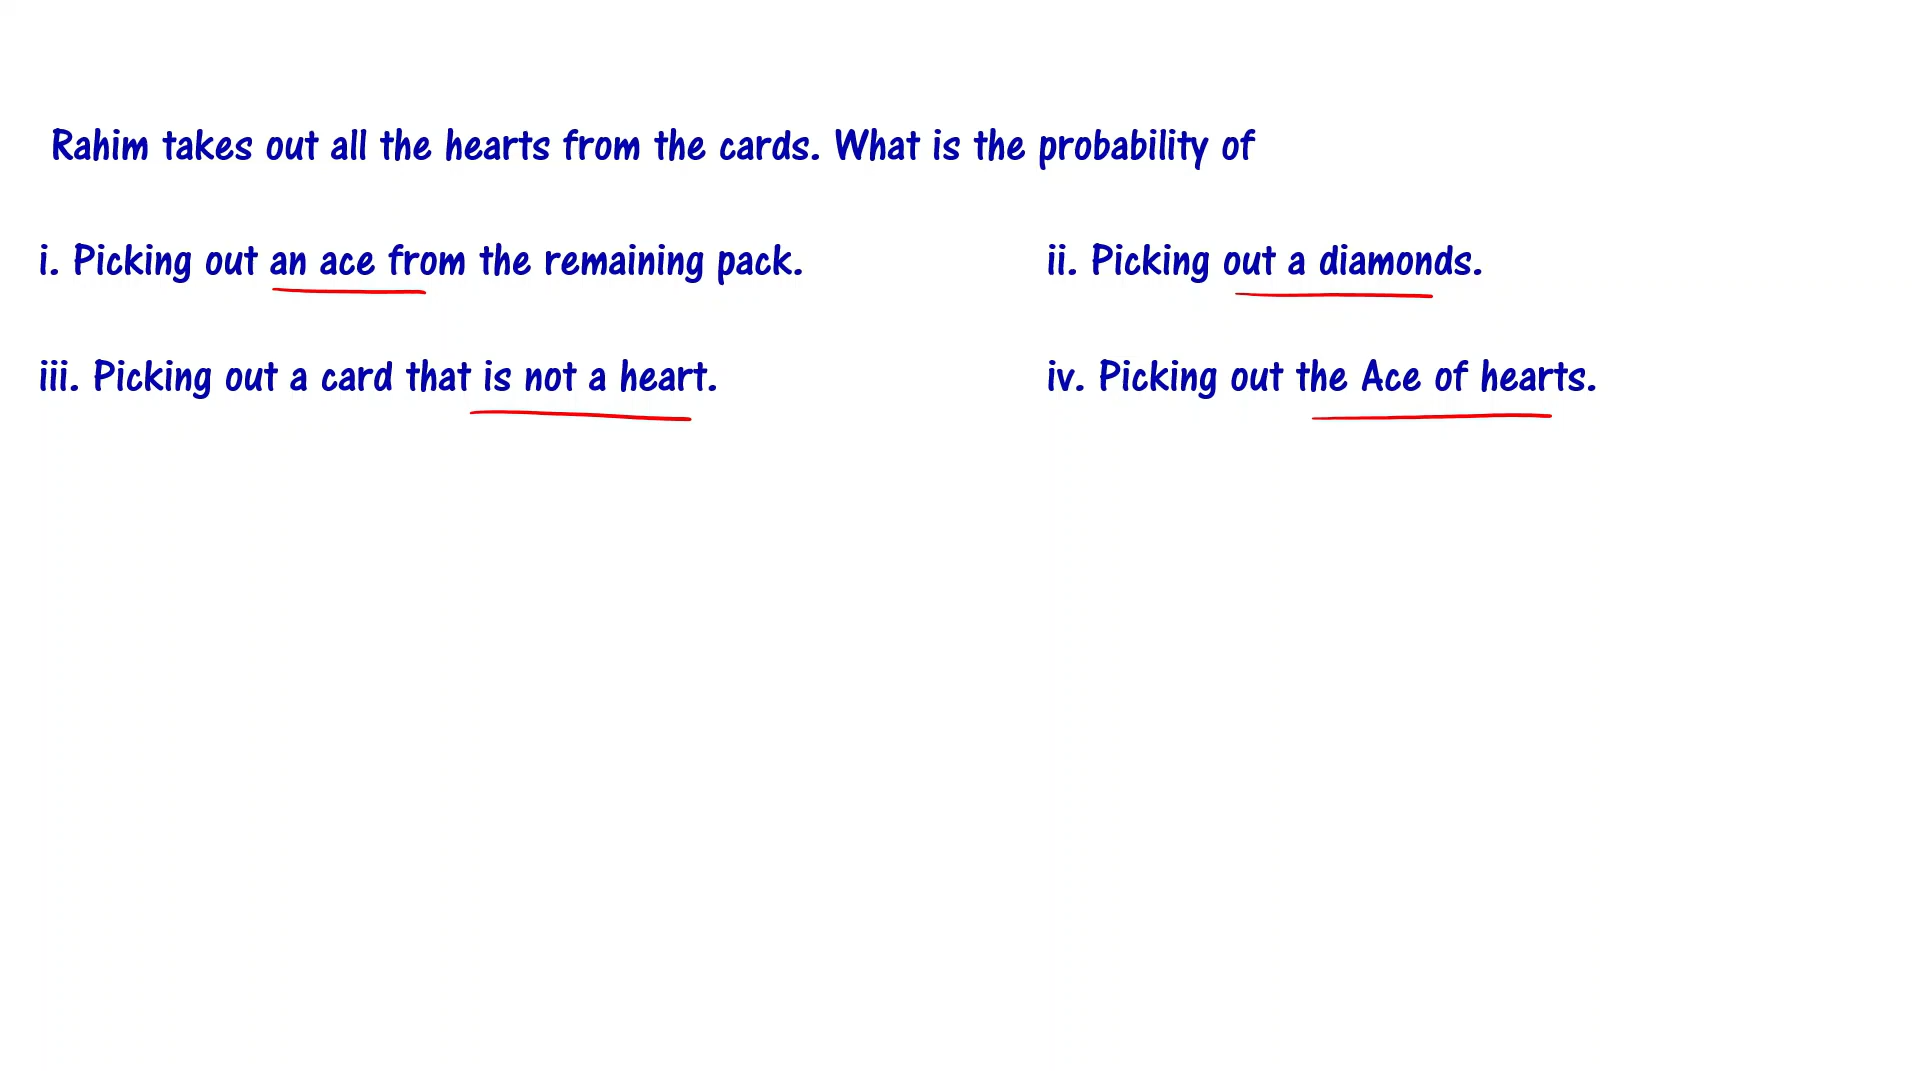 Rahim takes out all the hearts from the cards. What is the probability of
i. Picking out an ace from the remaining pack.
ii. Picking out a diamonds.
iii. Picking out a card that is not a heart.
iv. Picking out the Ace of hearts.